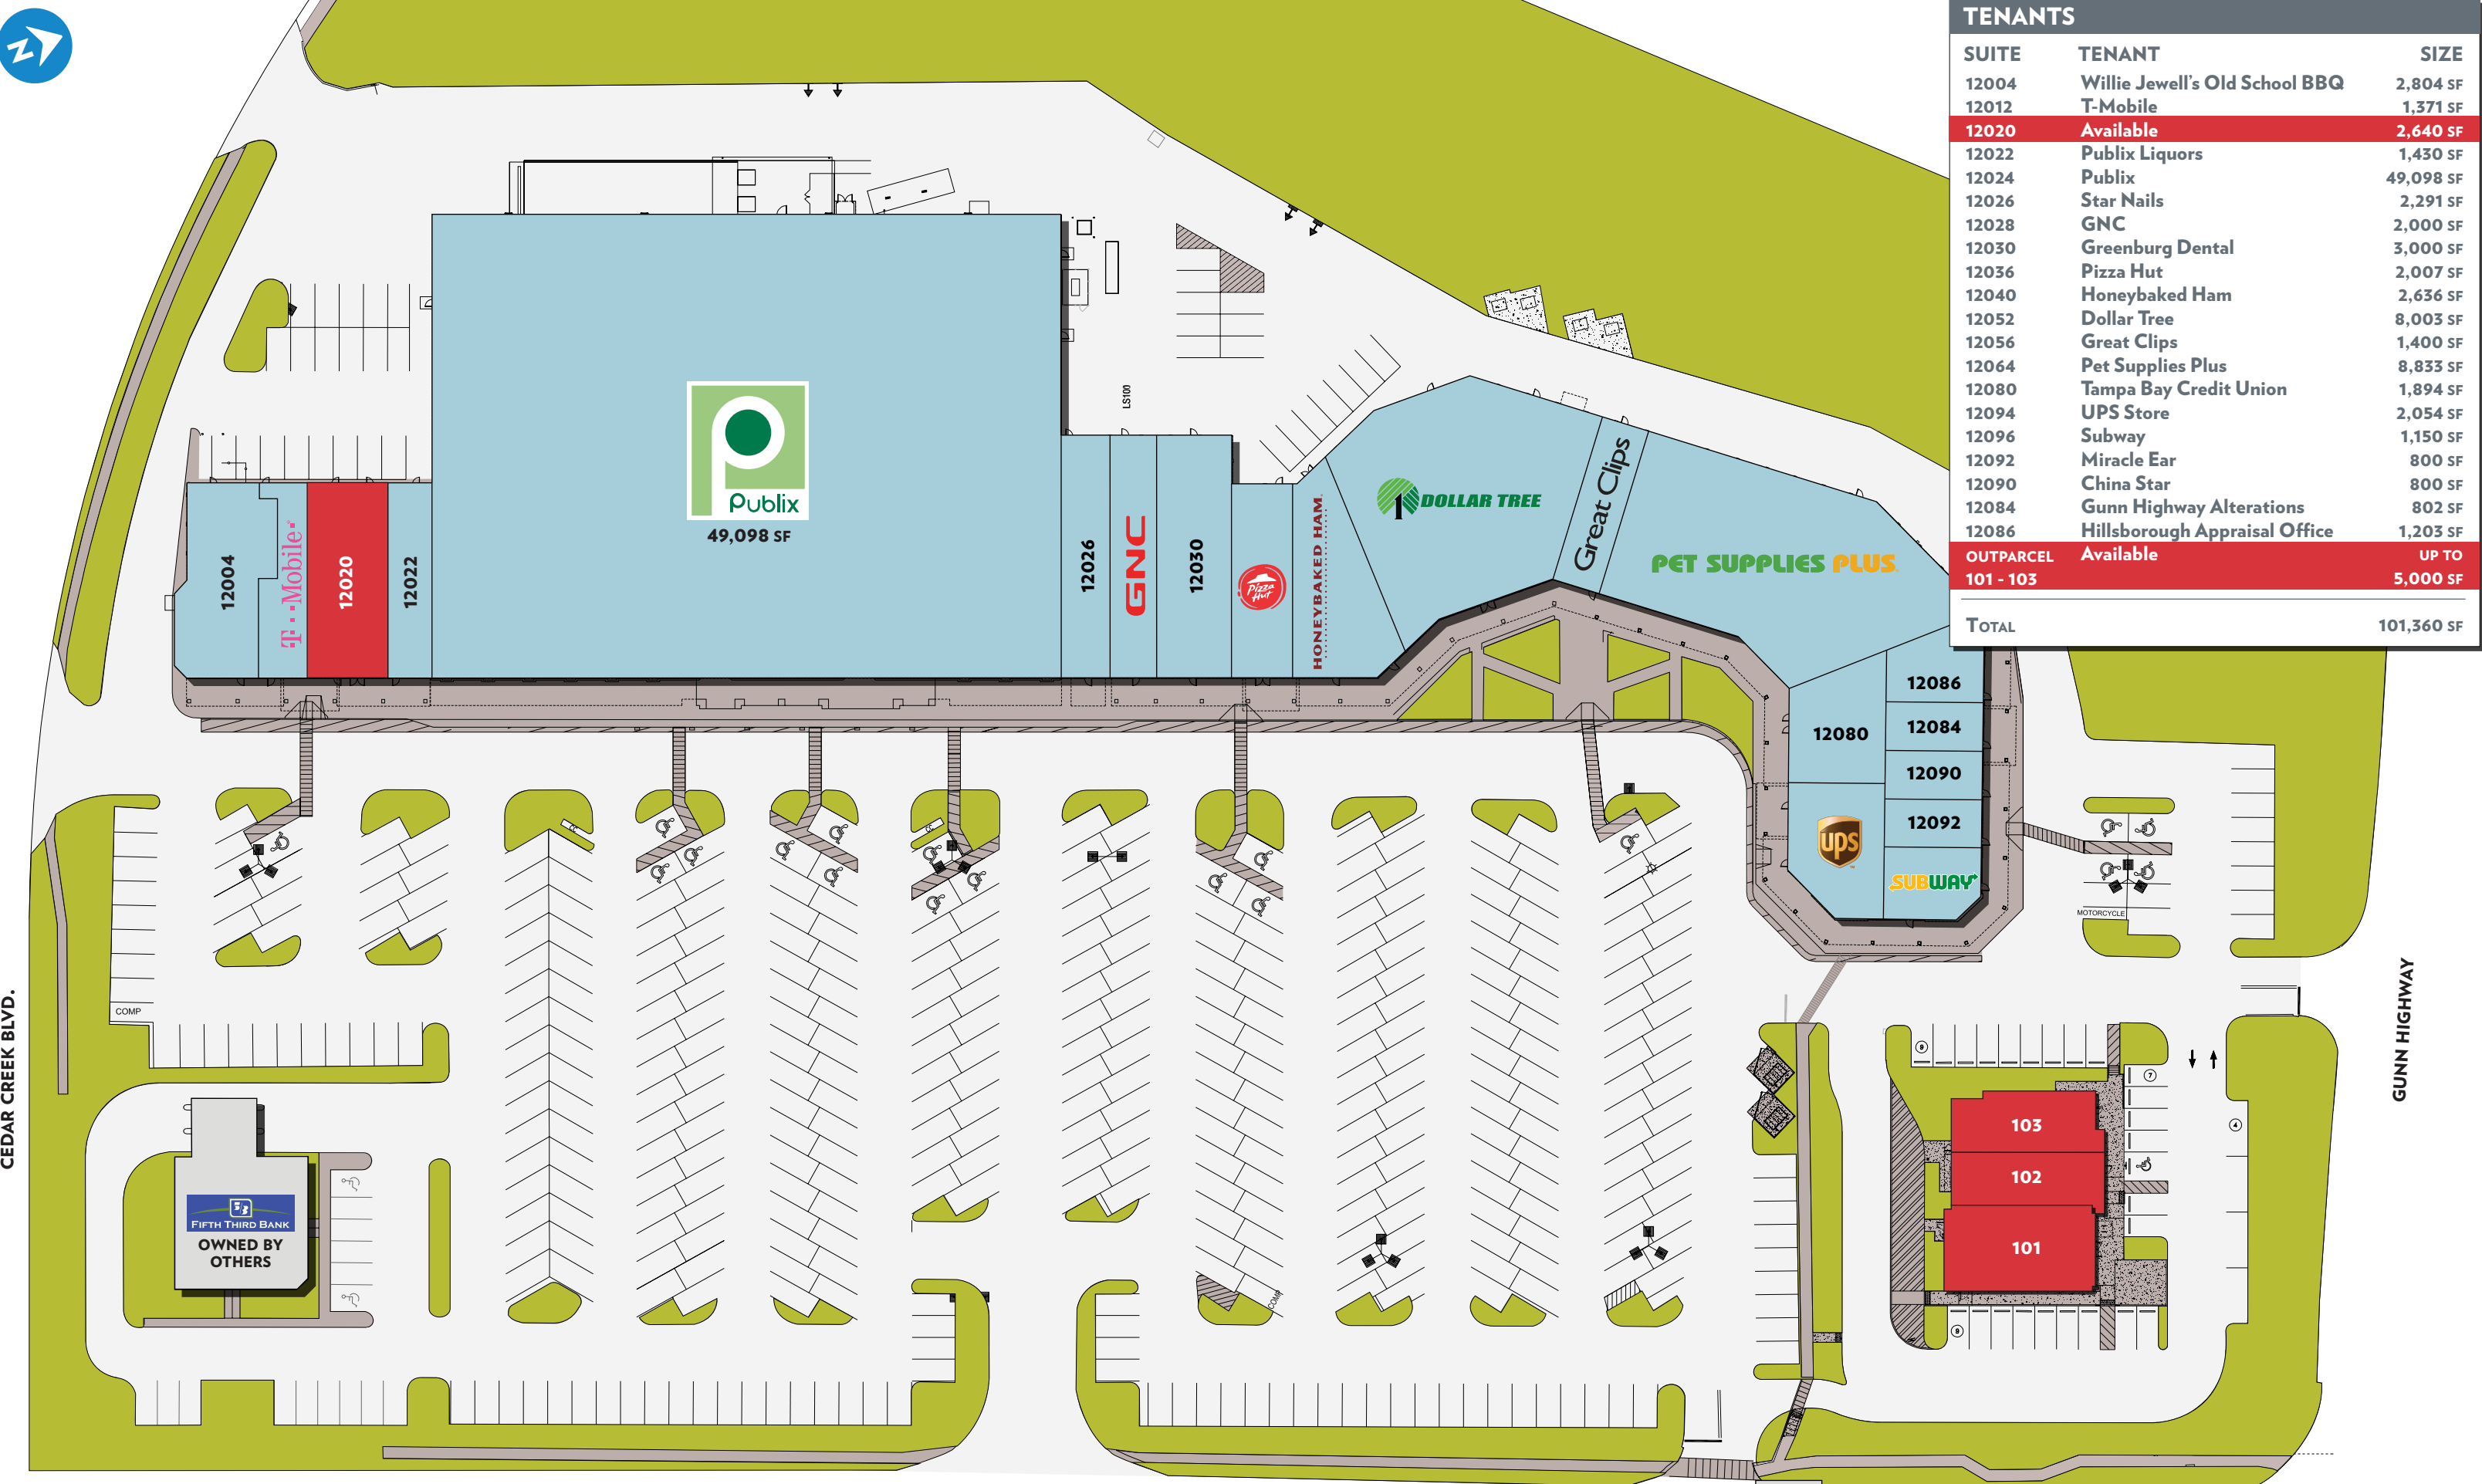 Z
TENANTS
SUITE TENANT SIZE
12004 Willie Jewell's Old School BBQ 2,804 SF
12012 T-Mobile 1,371 SF
12020 Available 2,640 SF
12022 Publix Liquors 1,430 SF
12024 Publix 49,098 SF
12026 Star Nails 2,291 SF
12028 GNC 2,000 SF
12030 Greenburg Dental 3,000 SF
12036 Pizza Hut 2,007 SF
12040 Honeybaked Ham 2,636 SF
12052 Dollar Tree 8,003 SF
12056 Great Clips 1,400 SF
12064 Pet Supplies Plus 8,833 SF
12080 Tampa Bay Credit Union 1,894 SF
12094 UPS Store 2,054 SF
12096 Subway 1,150 SF
12092 Miracle Ear 800 SF
12090 China Star 800 SF
12084 Gunn Highway Alterations 802 SF
12086 Hillsborough Appraisal Office 1,203 SF
OUTPARCEL Available UP TO
101 - 103 5,000 SF
TOTAL 101,360 SF
LS100
Publix
49,098 SF
12004
T··Mobile·
12020
12022
12026
GNC
12030
Pizza Hut
HONEYBAKED HAM
DOLLAR TREE
Great Clips
PET SUPPLIES PLUS
12086
12080
12084
12090
12092
ups
SUBWAY
MOTORCYCLE
COMP
CC
CC
CEDAR CREEK BLVD.
GUNN HIGHWAY
9
7
4
103
102
101
9
COMP
FIFTH THIRD BANK
OWNED BY
OTHERS